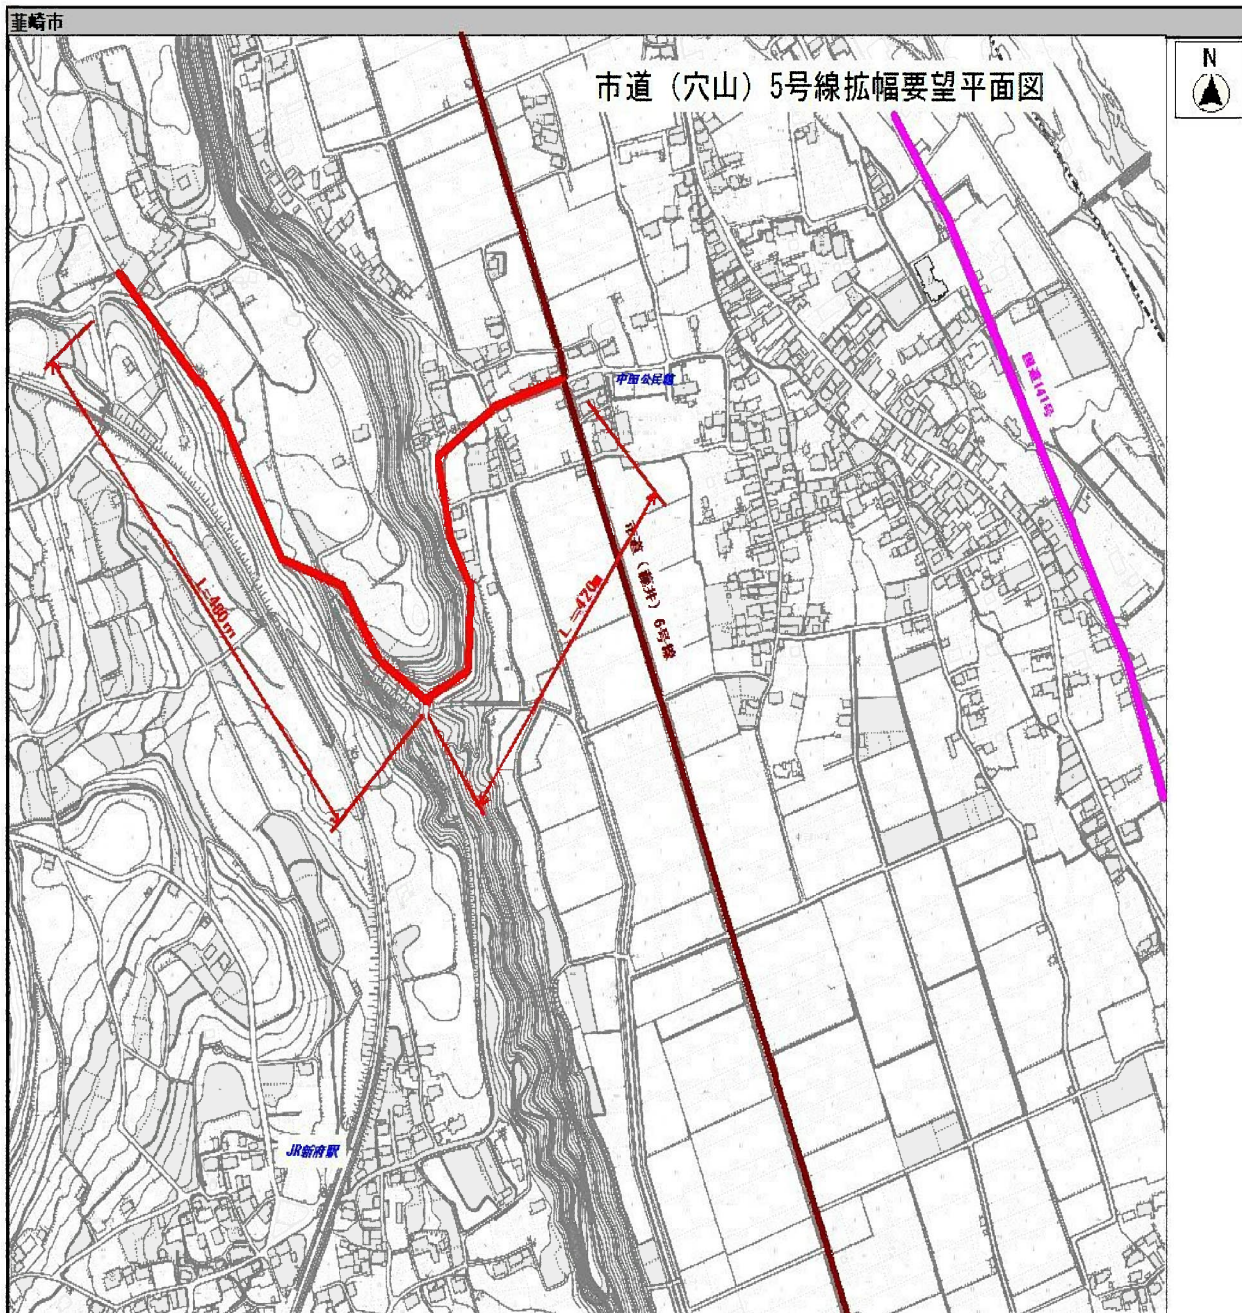 韮崎市
N
市道（穴山）5号線拡幅要望平面図
国道141号
中田公民館
市道（藤井）6号線
L=480m
L=420m
JR新府駅